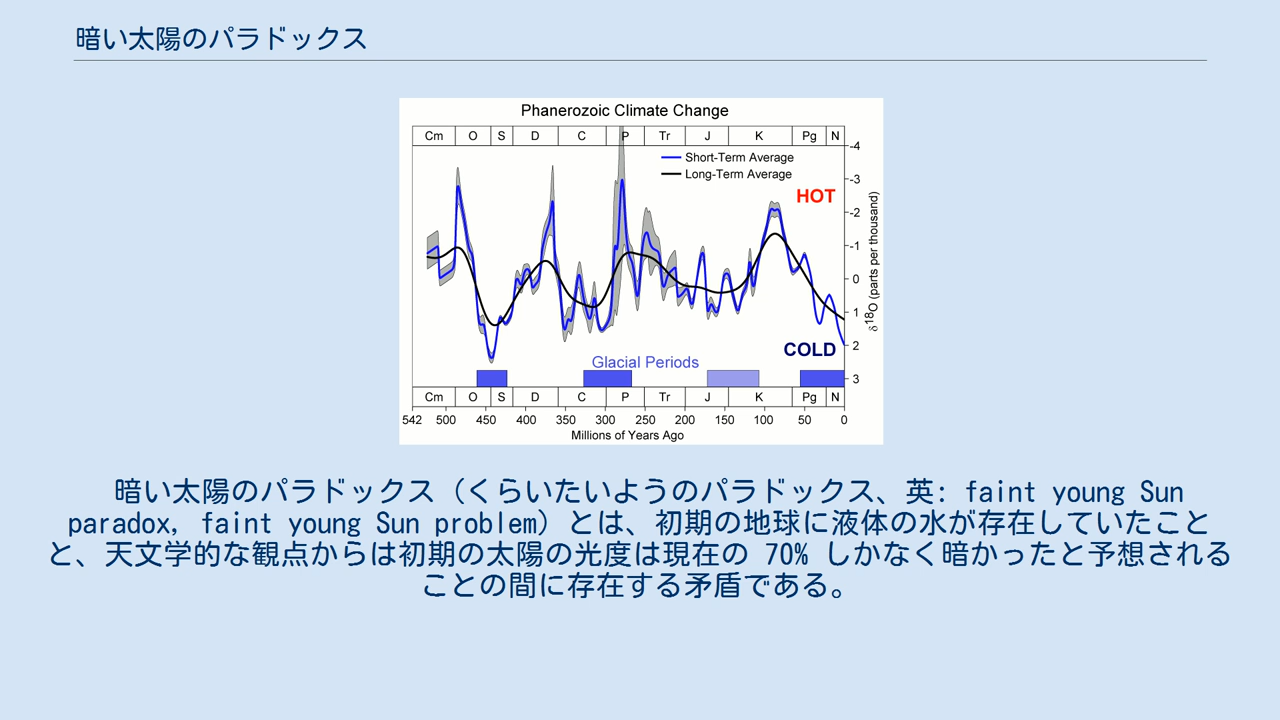 暗い太陽のパラドックス
Phanerozoic Climate Change
Cm O S D C P Tr J K Pg N
Short-Term Average
Long-Term Average
HOT
-4
-3
-2
-1
0
1
2
3
δ18O (parts per thousand)
COLD
Glacial Periods
Cm O S D C P Tr J K Pg N
542 500 450 400 350 300 250 200 150 100 50 0
Millions of Years Ago
暗い太陽のパラドックス（くらいたいようのパラドックス、英: faint young Sun
paradox, faint young Sun problem）とは、初期の地球に液体の水が存在していたこと
と、天文学的な観点からは初期の太陽の光度は現在の 70% しかなく暗かったと予想される
ことの間に存在する矛盾である。